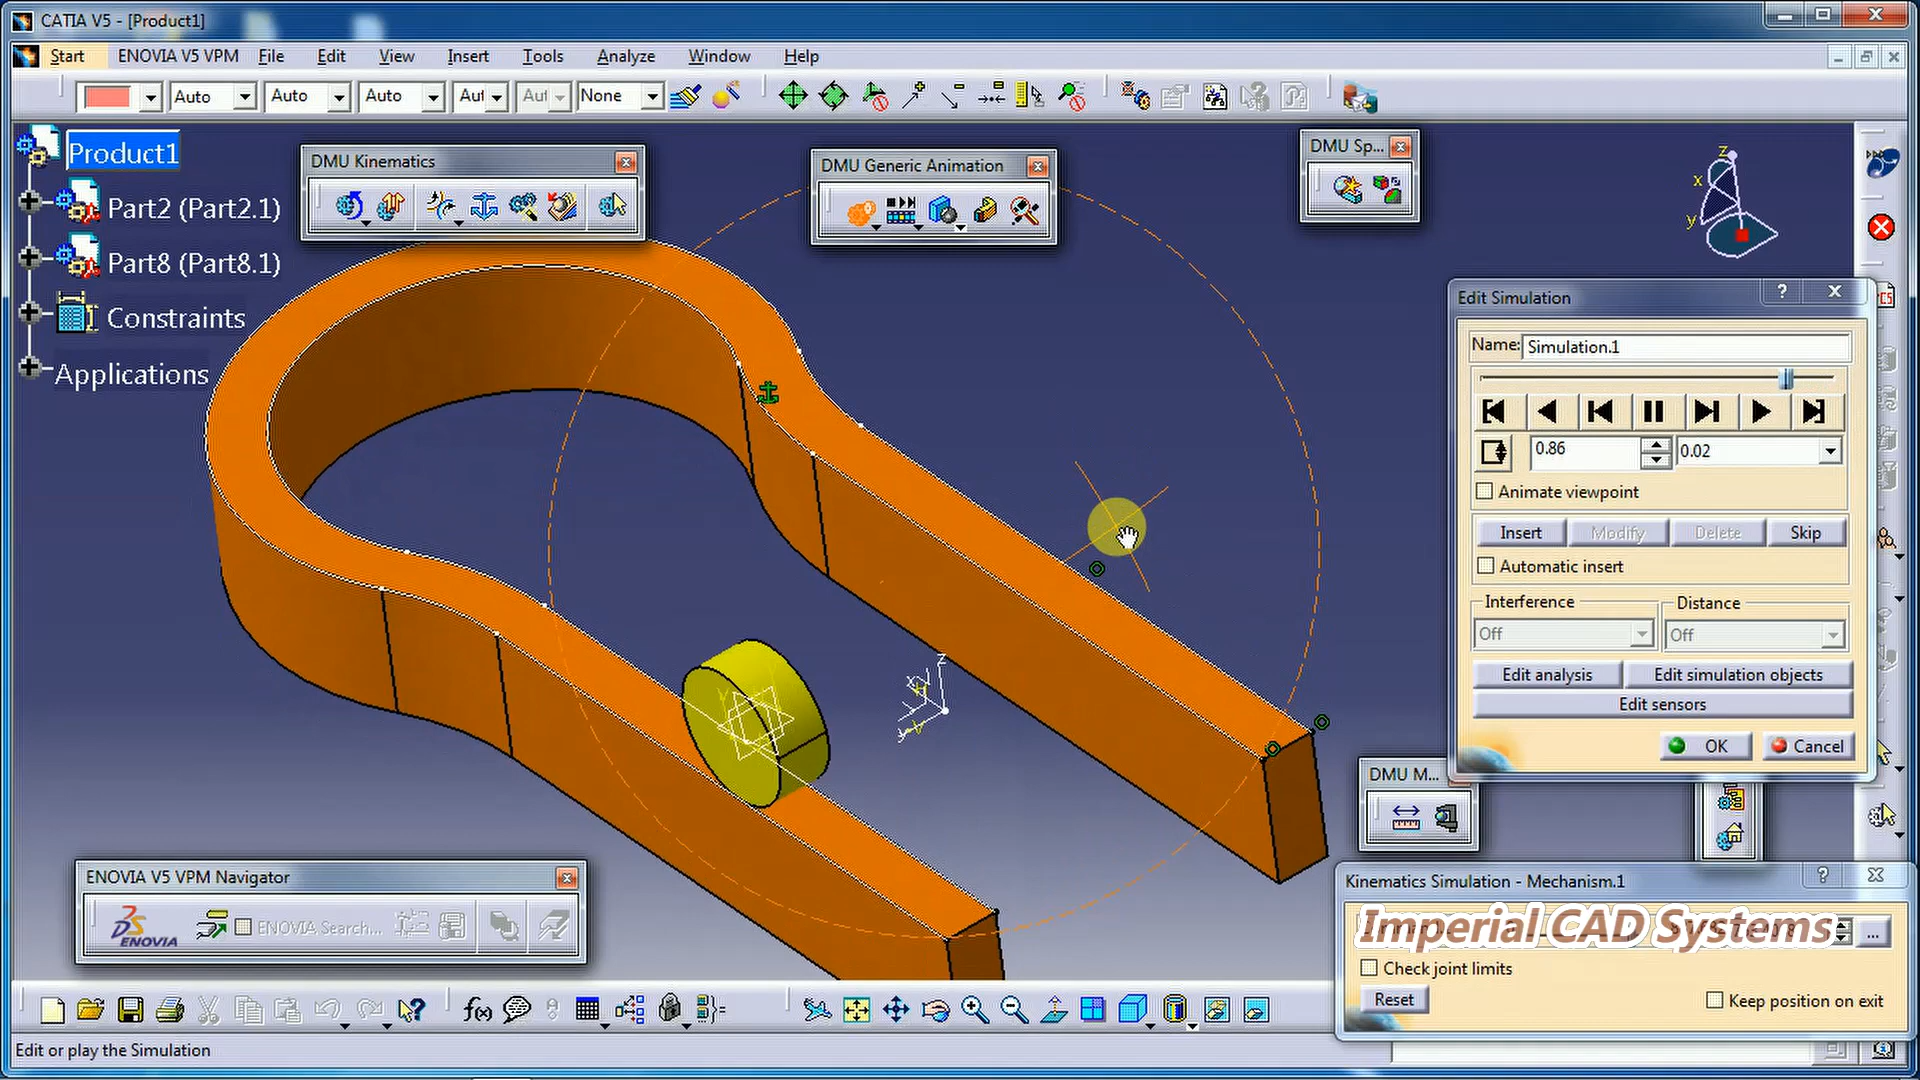 CATIA V5 - [Product1]
Start ENOVIA V5 VPM File Edit View Insert Tools Analyze Window Help
Auto Auto Auto Aut Aut None
Product1
Part2 (Part2.1)
Part8 (Part8.1)
Constraints
Applications
DMU Kinematics
DMU Generic Animation
DMU Sp...
z
x
y
Edit Simulation
Name: Simulation.1
0.86 0.02
Animate viewpoint
Insert Modify Delete Skip
Automatic insert
Interference Distance
Off Off
Edit analysis Edit simulation objects
Edit sensors
OK Cancel
DMU M...
z
x
y
ENOVIA V5 VPM Navigator
ENOVIA ENOVIA Search...
Kinematics Simulation - Mechanism.1
Imperial CAD Systems
...
Check joint limits
Reset Keep position on exit
f(x)
Edit or play the Simulation